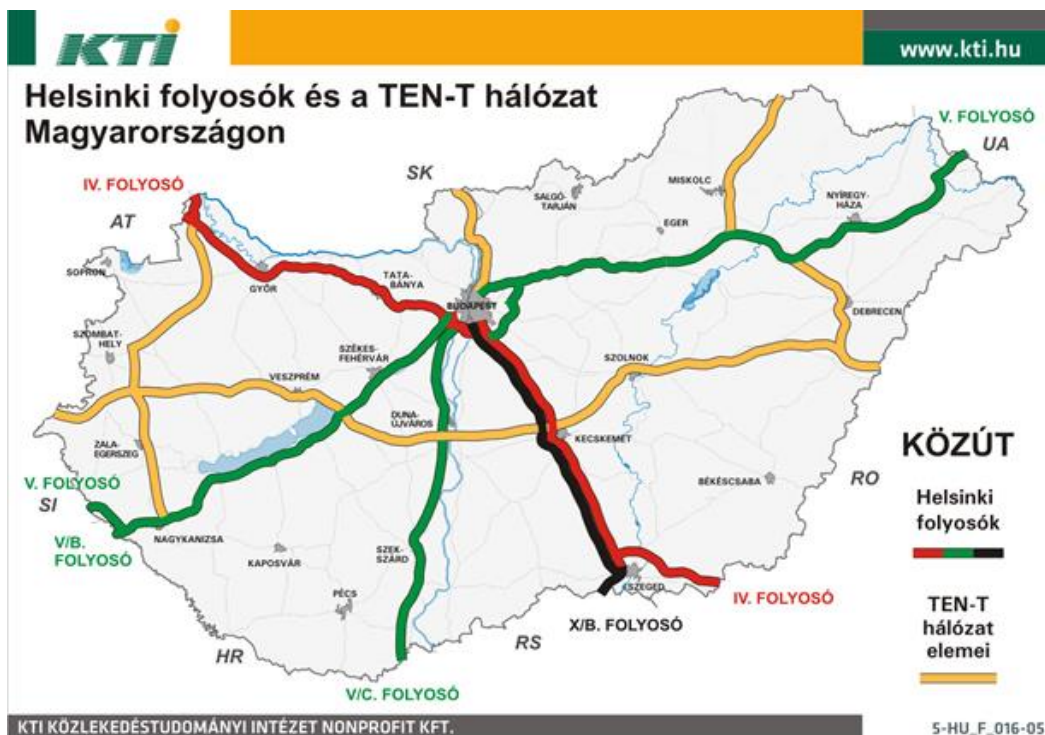 KTI
www.kti.hu
Helsinki folyosók és a TEN-T hálózat
Magyarországon
V. FOLYOSÓ
UA
SK
IV. FOLYOSÓ
AT
MISKOLC
SALGÓ-
TARJÁN
NYÍREGY-
HÁZA
EGER
SOPRON
GYŐR
TATA-
BÁNYA
BUDAPEST
DEBRECEN
SZOMBAT-
HELY
SZÉKES-
FEHÉRVÁR
SZOLNOK
VESZPRÉM
DUNA-
ÚJVÁROS
KECSKEMÉT
ZALA-
EGERSZEG
KÖZÚT
V. FOLYOSÓ
SI
BÉKÉSCSABA
RO
Helsinki
folyosók
V/B.
FOLYOSÓ
NAGYKANIZSA
KAPOSVÁR
SZEK-
SZÁRD
PÉCS
SZEGED
IV. FOLYOSÓ
TEN-T
hálózat
elemei
X/B. FOLYOSÓ
RS
HR
V/C. FOLYOSÓ
KTI KÖZLEKEDÉSTUDOMÁNYI INTÉZET NONPROFIT KFT.
5-HU_F_016-05